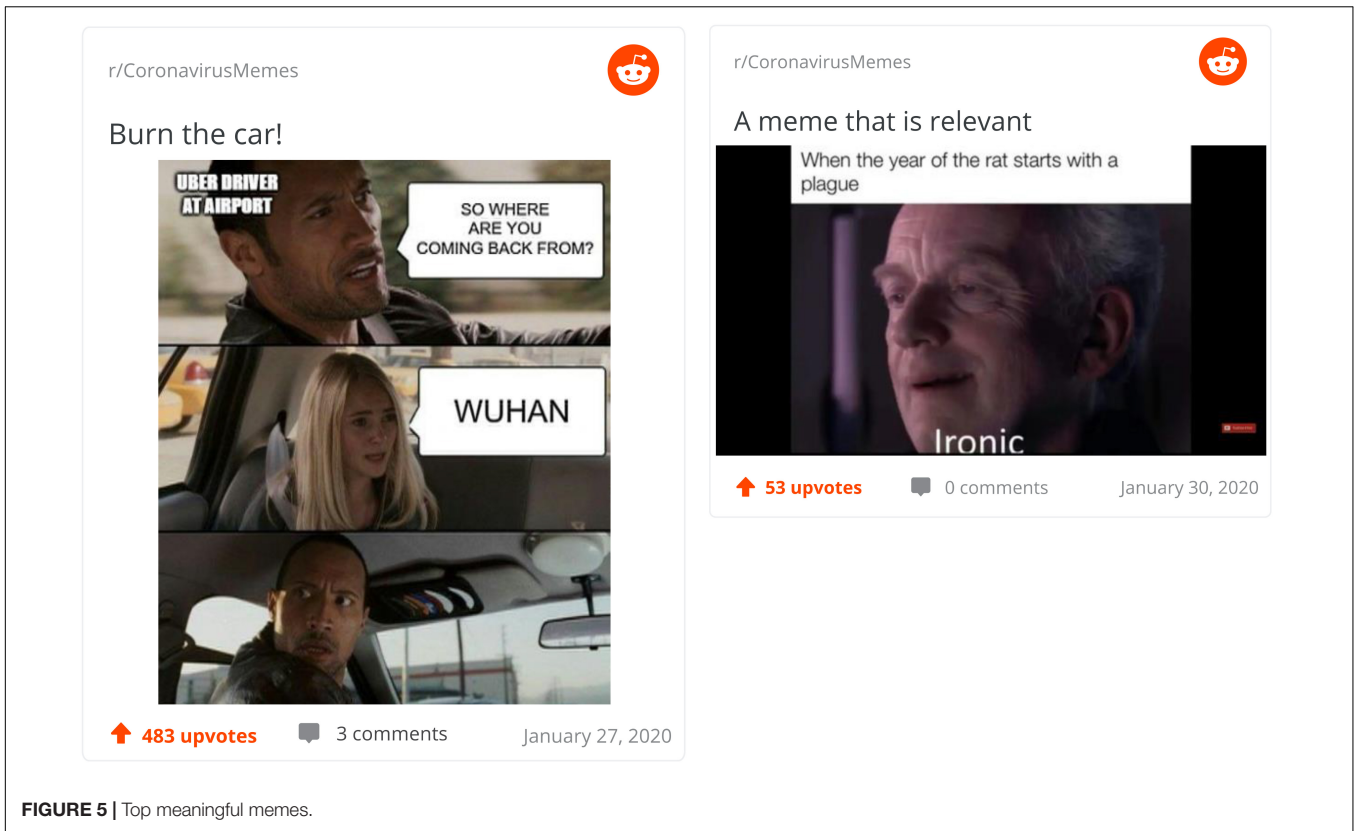 r/CoronavirusMemes
Burn the car!
UBER DRIVER
AT AIRPORT
SO WHERE
ARE YOU
COMING BACK FROM?
WUHAN
483 upvotes
3 comments
January 27, 2020
r/CoronavirusMemes
A meme that is relevant
When the year of the rat starts with a
plague
Ironic
53 upvotes
0 comments
January 30, 2020
FIGURE 5 | Top meaningful memes.